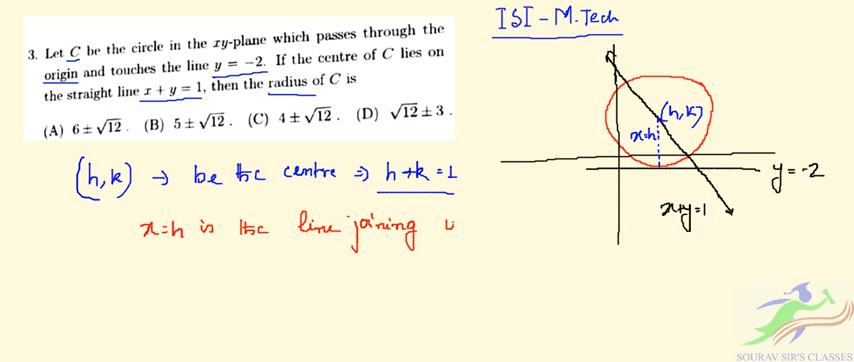 ISI - M.Tech
3. Let C be the circle in the xy-plane which passes through the
origin and touches the line y = −2. If the centre of C lies on
the straight line x + y = 1, then the radius of C is
(A) 6 ± √12 . (B) 5 ± √12 . (C) 4 ± √12 . (D) √12 ± 3 .
(h, k) → be the centre ⇒ h+k = 1
x=h is the line joining
(h, k)
x=h
y = -2
x+y=1
SOURAV SIR'S CLASSES